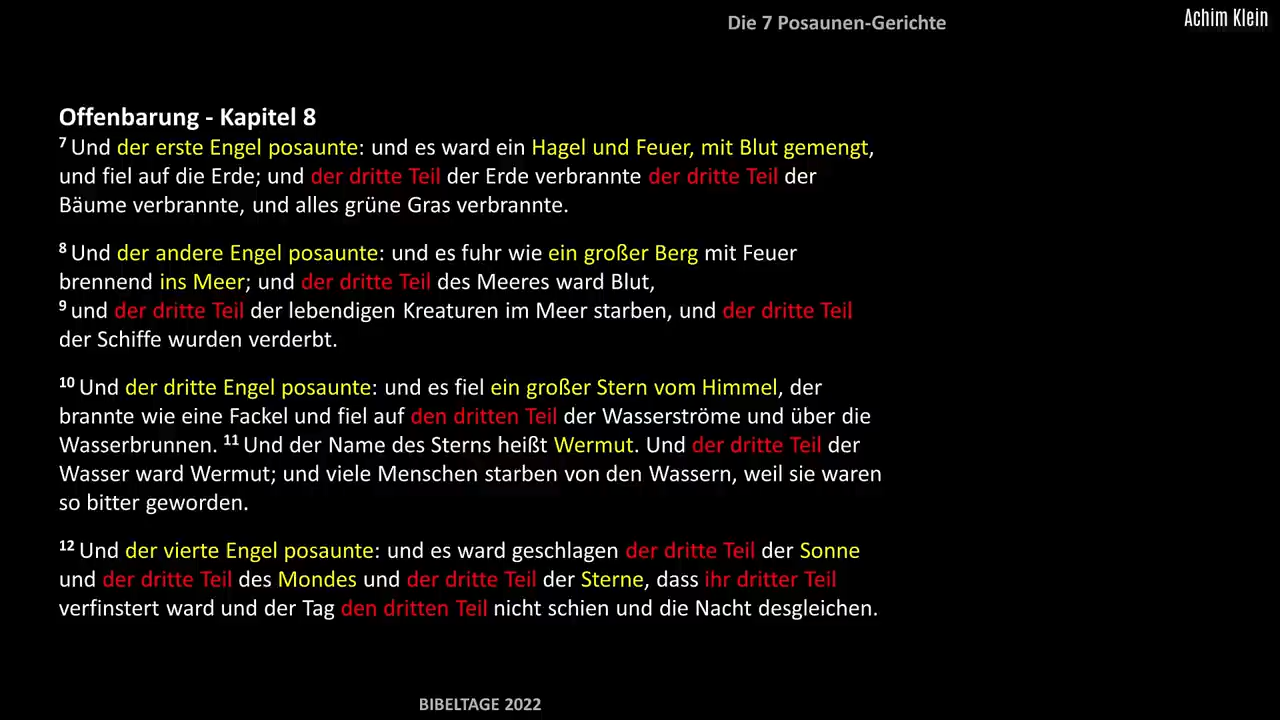 Die 7 Posaunen-Gerichte
Achim Klein
Offenbarung - Kapitel 8
7 Und der erste Engel posaunte: und es ward ein Hagel und Feuer, mit Blut gemengt,
und fiel auf die Erde; und der dritte Teil der Erde verbrannte der dritte Teil der
Bäume verbrannte, und alles grüne Gras verbrannte.
8 Und der andere Engel posaunte: und es fuhr wie ein großer Berg mit Feuer
brennend ins Meer; und der dritte Teil des Meeres ward Blut,
9 und der dritte Teil der lebendigen Kreaturen im Meer starben, und der dritte Teil
der Schiffe wurden verderbt.
10 Und der dritte Engel posaunte: und es fiel ein großer Stern vom Himmel, der
brannte wie eine Fackel und fiel auf den dritten Teil der Wasserströme und über die
Wasserbrunnen. 11 Und der Name des Sterns heißt Wermut. Und der dritte Teil der
Wasser ward Wermut; und viele Menschen starben von den Wassern, weil sie waren
so bitter geworden.
12 Und der vierte Engel posaunte: und es ward geschlagen der dritte Teil der Sonne
und der dritte Teil des Mondes und der dritte Teil der Sterne, dass ihr dritter Teil
verfinstert ward und der Tag den dritten Teil nicht schien und die Nacht desgleichen.
BIBELTAGE 2022